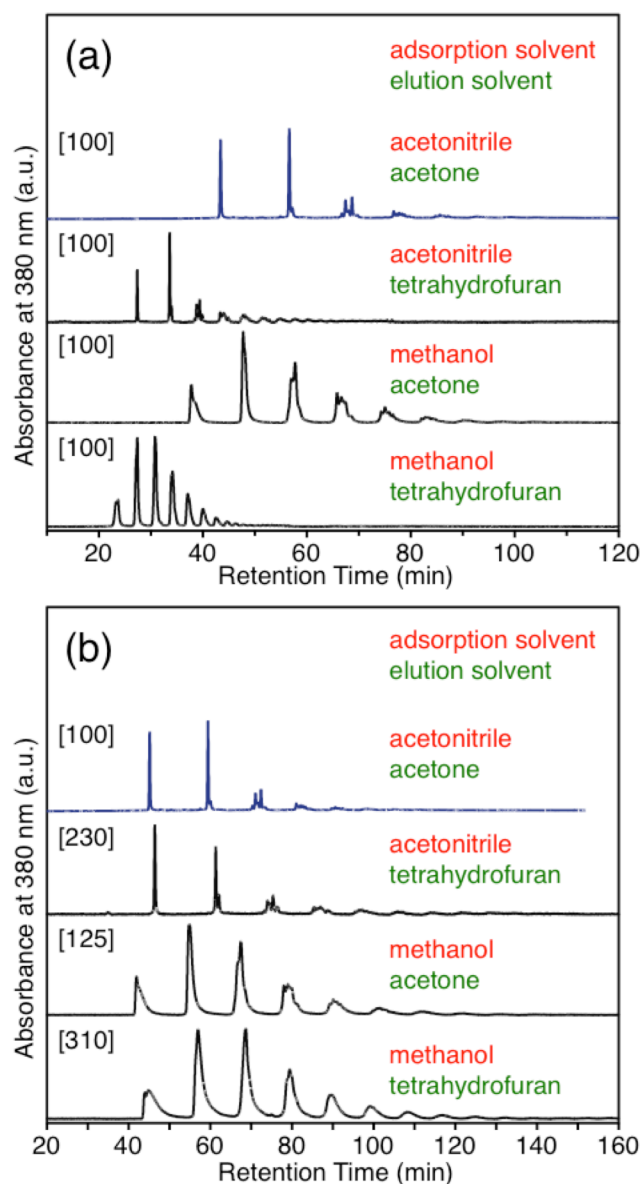 (a)
adsorption solvent
elution solvent
[100]
acetonitrile
acetone
[100]
acetonitrile
tetrahydrofuran
[100]
methanol
acetone
[100]
methanol
tetrahydrofuran
Absorbance at 380 nm (a.u.)
20 40 60 80 100 120
Retention Time (min)
(b)
adsorption solvent
elution solvent
[100]
acetonitrile
acetone
[230]
acetonitrile
tetrahydrofuran
[125]
methanol
acetone
[310]
methanol
tetrahydrofuran
Absorbance at 380 nm (a.u.)
20 40 60 80 100 120 140 160
Retention Time (min)